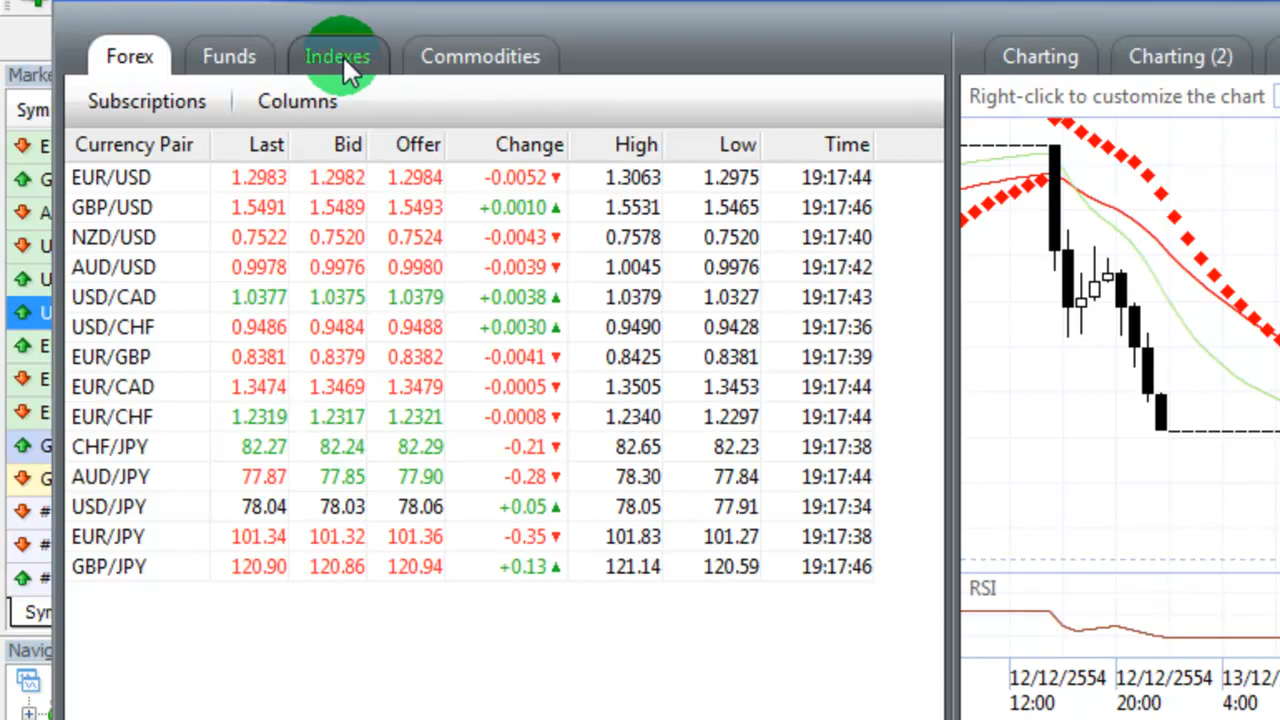 Forex Funds Indexes Commodities
Charting Charting (2)
Marke
Subscriptions Columns
Right-click to customize the chart
Sym
Currency Pair Last Bid Offer Change High Low Time
E EUR/USD 1.2983 1.2982 1.2984 -0.0052 1.3063 1.2975 19:17:44
G GBP/USD 1.5491 1.5489 1.5493 +0.0010 1.5531 1.5465 19:17:46
A NZD/USD 0.7522 0.7520 0.7524 -0.0043 0.7578 0.7520 19:17:40
U AUD/USD 0.9978 0.9976 0.9980 -0.0039 1.0045 0.9976 19:17:42
U USD/CAD 1.0377 1.0375 1.0379 +0.0038 1.0379 1.0327 19:17:43
U USD/CHF 0.9486 0.9484 0.9488 +0.0030 0.9490 0.9428 19:17:36
E EUR/GBP 0.8381 0.8379 0.8382 -0.0041 0.8425 0.8381 19:17:39
E EUR/CAD 1.3474 1.3469 1.3479 -0.0005 1.3505 1.3453 19:17:44
E EUR/CHF 1.2319 1.2317 1.2321 -0.0008 1.2340 1.2297 19:17:44
G CHF/JPY 82.27 82.24 82.29 -0.21 82.65 82.23 19:17:38
G AUD/JPY 77.87 77.85 77.90 -0.28 78.30 77.84 19:17:44
# USD/JPY 78.04 78.03 78.06 +0.05 78.05 77.91 19:17:34
# EUR/JPY 101.34 101.32 101.36 -0.35 101.83 101.27 19:17:38
# GBP/JPY 120.90 120.86 120.94 +0.13 121.14 120.59 19:17:46
RSI
Syn
Navig
12/12/2554 12/12/2554 13/12/
12:00 20:00 4:00